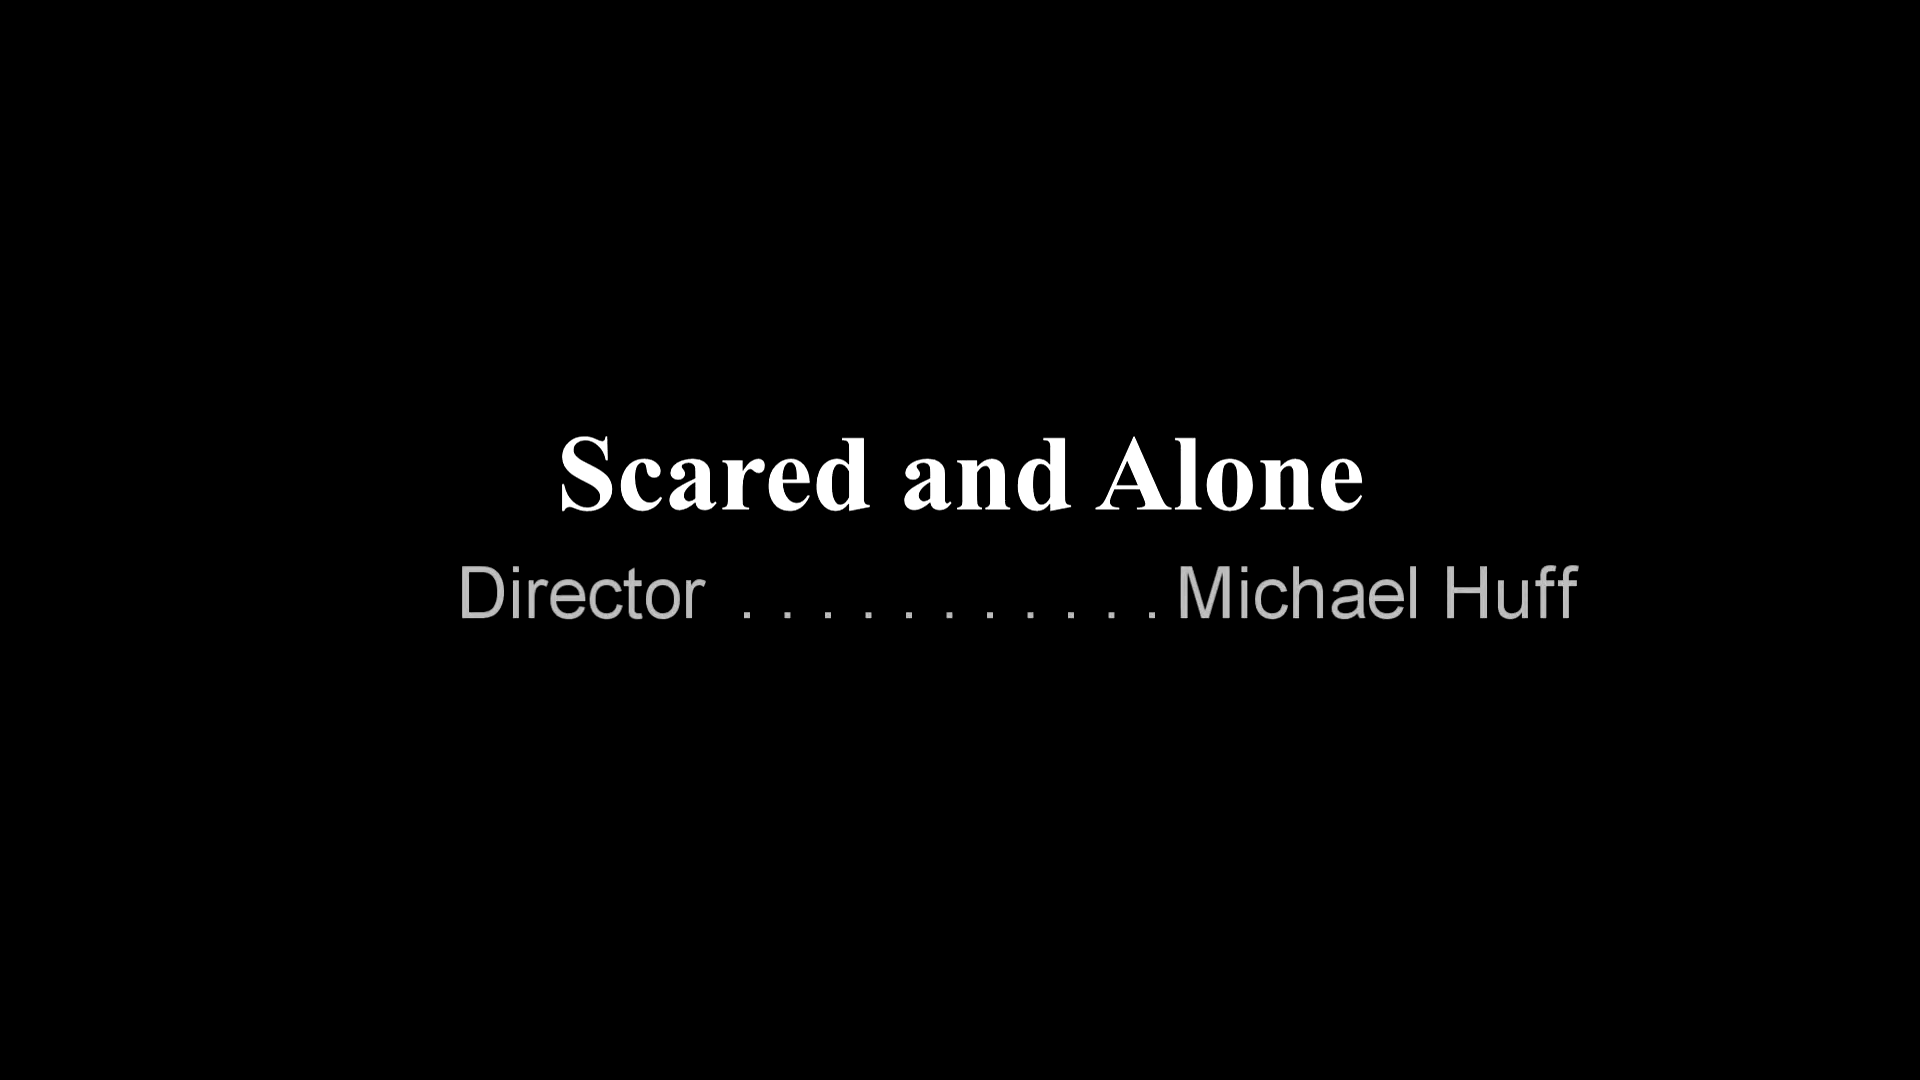 Scared and Alone
Director . . . . . . . . . . . Michael Huff